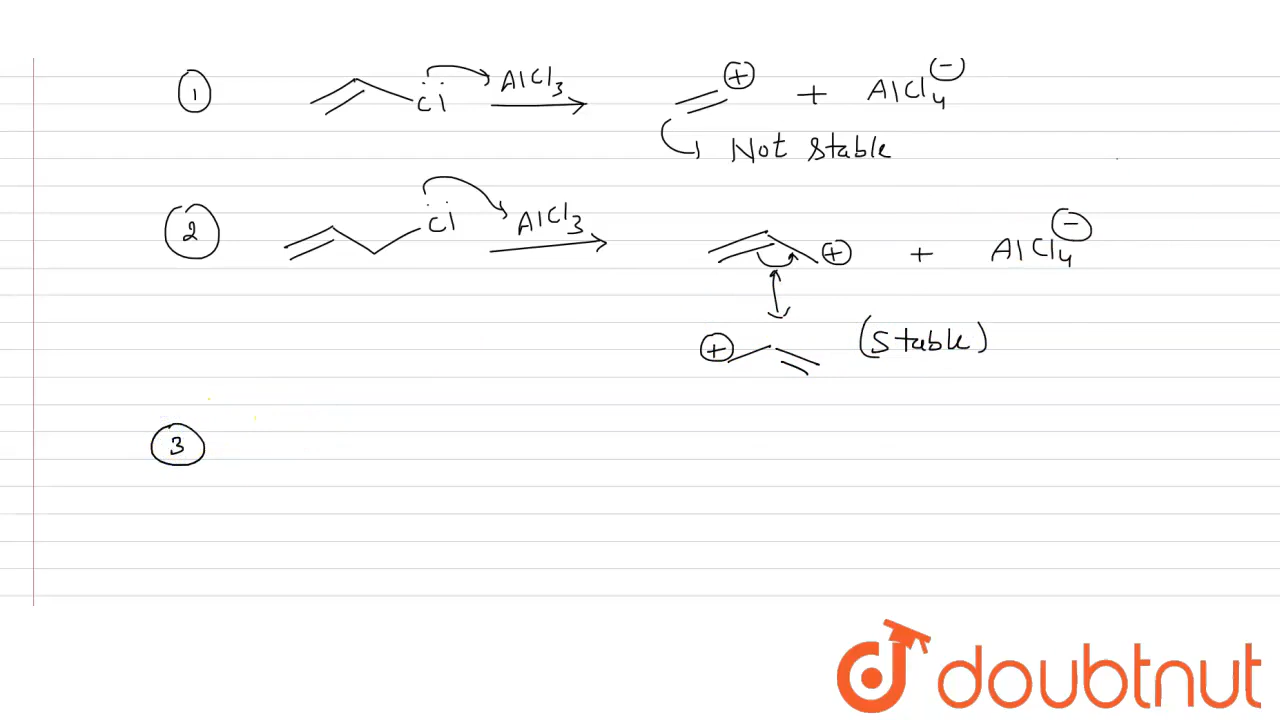 1 Cl AlCl3 ⊕ + AlCl4⊖
Not stable
2 Cl AlCl3 ⊕ + AlCl4⊖
⊕ (Stable)
3
doubtnut